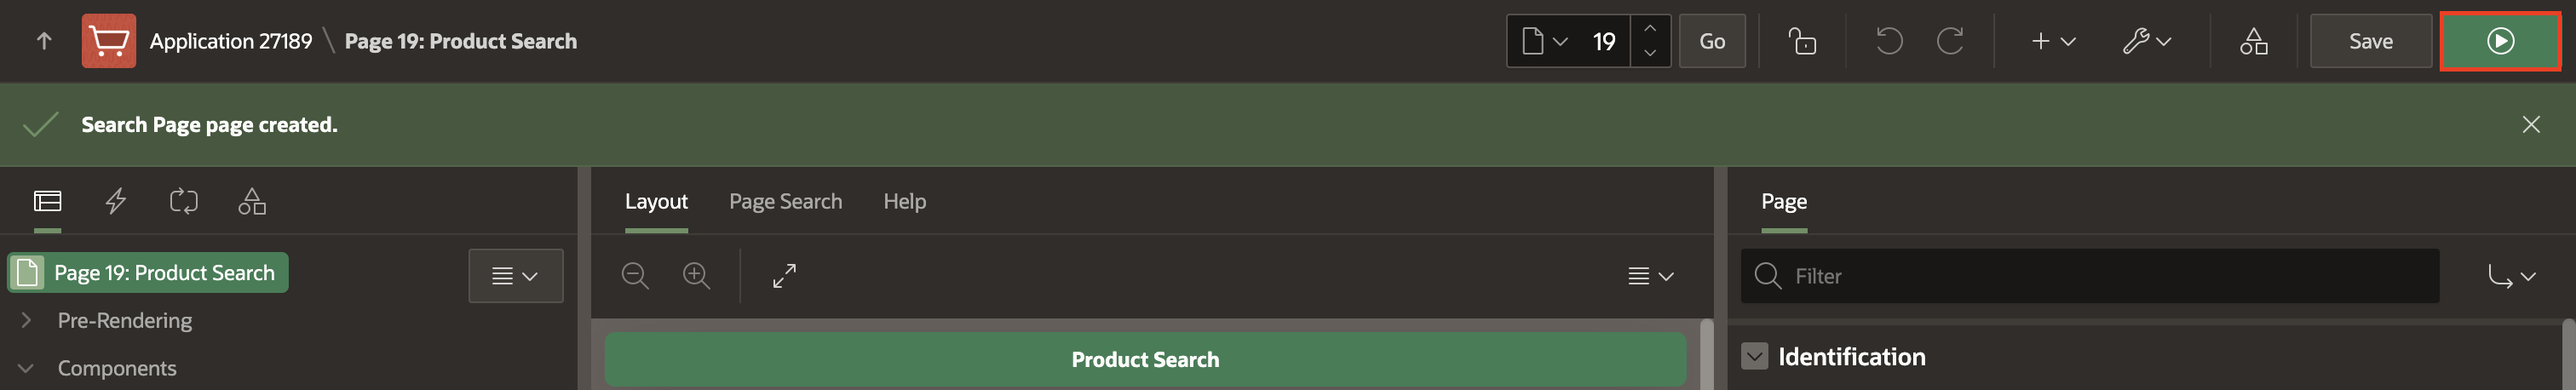 Application 27189 \ Page 19: Product Search
19 Go Save
Search Page page created.
Layout Page Search Help
Page
Page 19: Product Search
Filter
Pre-Rendering
Product Search
Identification
Components